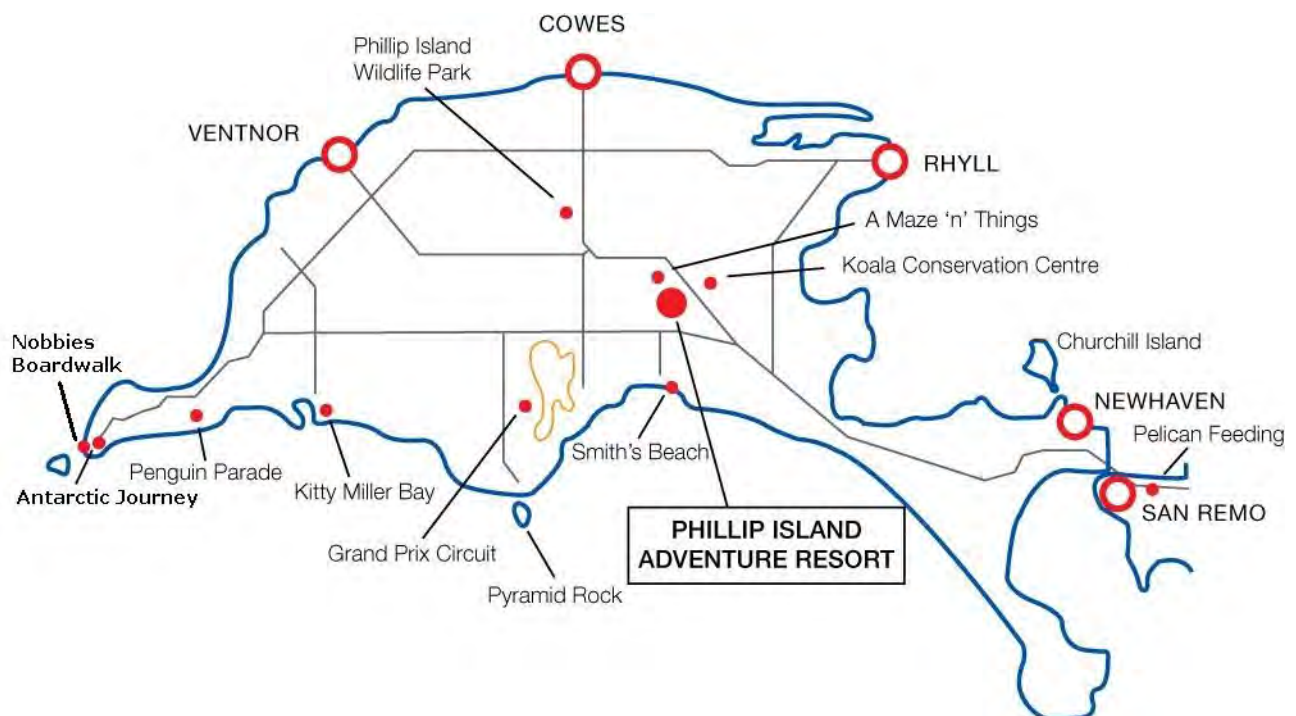 COWES
Phillip Island
Wildlife Park
VENTNOR
RHYLL
A Maze ‘n’ Things
Koala Conservation Centre
Nobbies
Boardwalk
Churchill Island
NEWHAVEN
Pelican Feeding
Smith’s Beach
Penguin Parade
Antarctic Journey
Kitty Miller Bay
SAN REMO
PHILLIP ISLAND
ADVENTURE RESORT
Grand Prix Circuit
Pyramid Rock